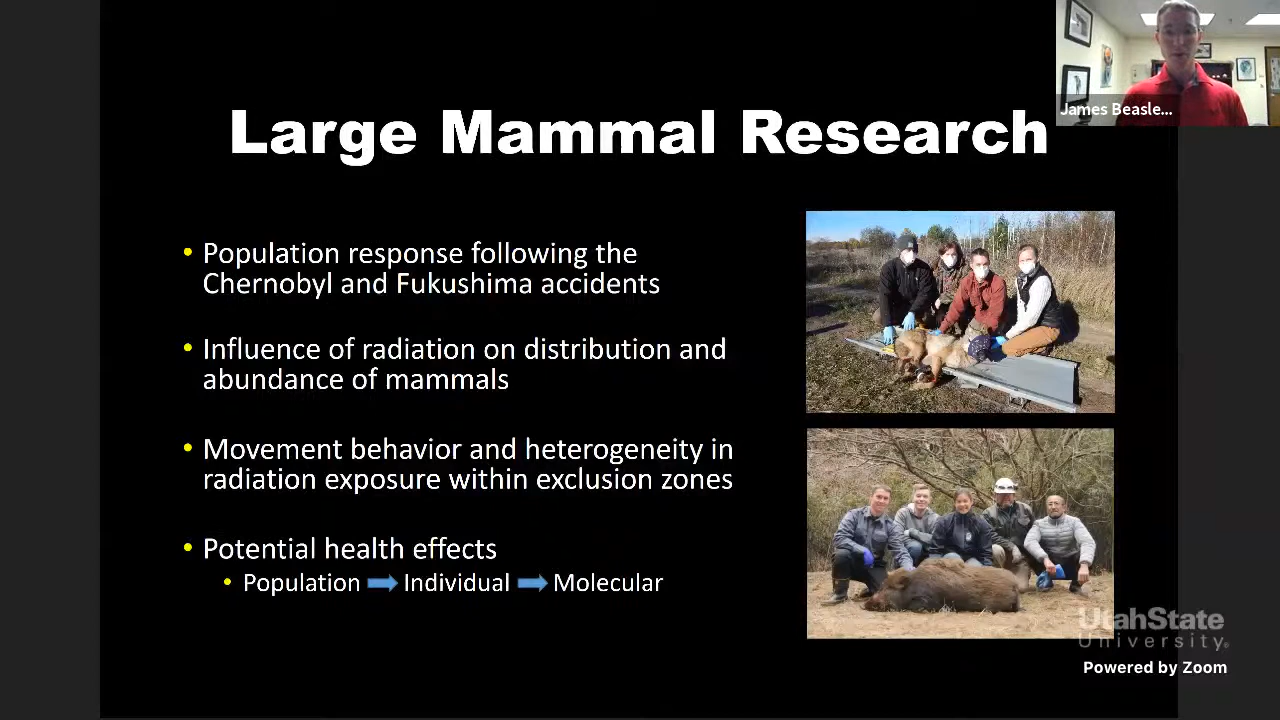 James Beasle...
Large Mammal Research
• Population response following the
Chernobyl and Fukushima accidents
• Influence of radiation on distribution and
abundance of mammals
• Movement behavior and heterogeneity in
radiation exposure within exclusion zones
• Potential health effects
• Population Individual Molecular
UtahState
University®
Powered by Zoom